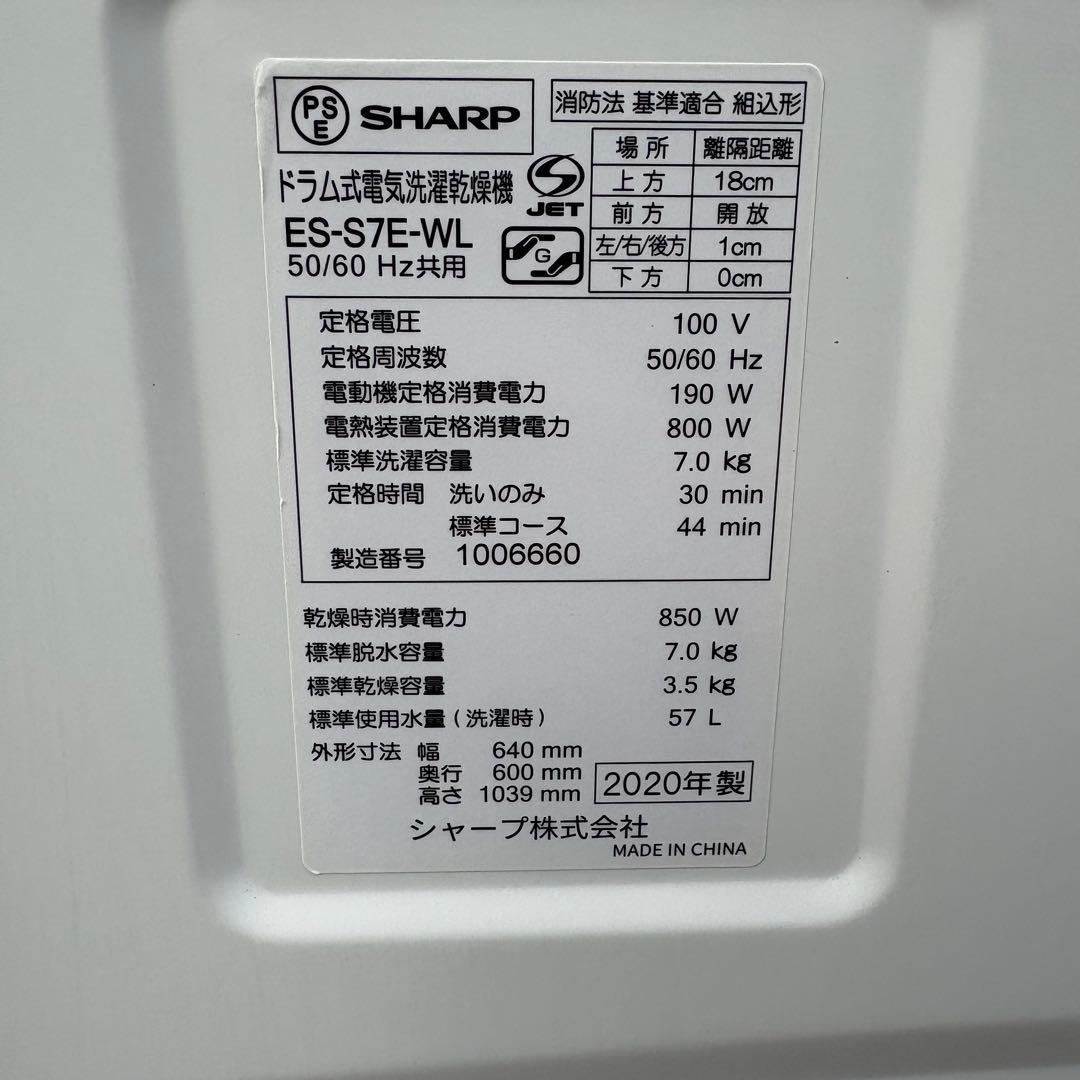 PSE SHARP
消防法 基準適合 組込形
場所 離隔距離
上方 18cm
前方 開放
左/右/後方 1cm
下方 0cm
ドラム式電気洗濯乾燥機
JET
ES-S7E-WL
G
50/60 Hz共用
定格電圧 100 V
定格周波数 50/60 Hz
電動機定格消費電力 190 W
電熱装置定格消費電力 800 W
標準洗濯容量 7.0 kg
定格時間 洗いのみ 30 min
標準コース 44 min
製造番号 1006660
乾燥時消費電力 850 W
標準脱水容量 7.0 kg
標準乾燥容量 3.5 kg
標準使用水量(洗濯時) 57 L
外形寸法 幅 640 mm
奥行 600 mm
高さ 1039 mm
2020年製
シャープ株式会社
MADE IN CHINA